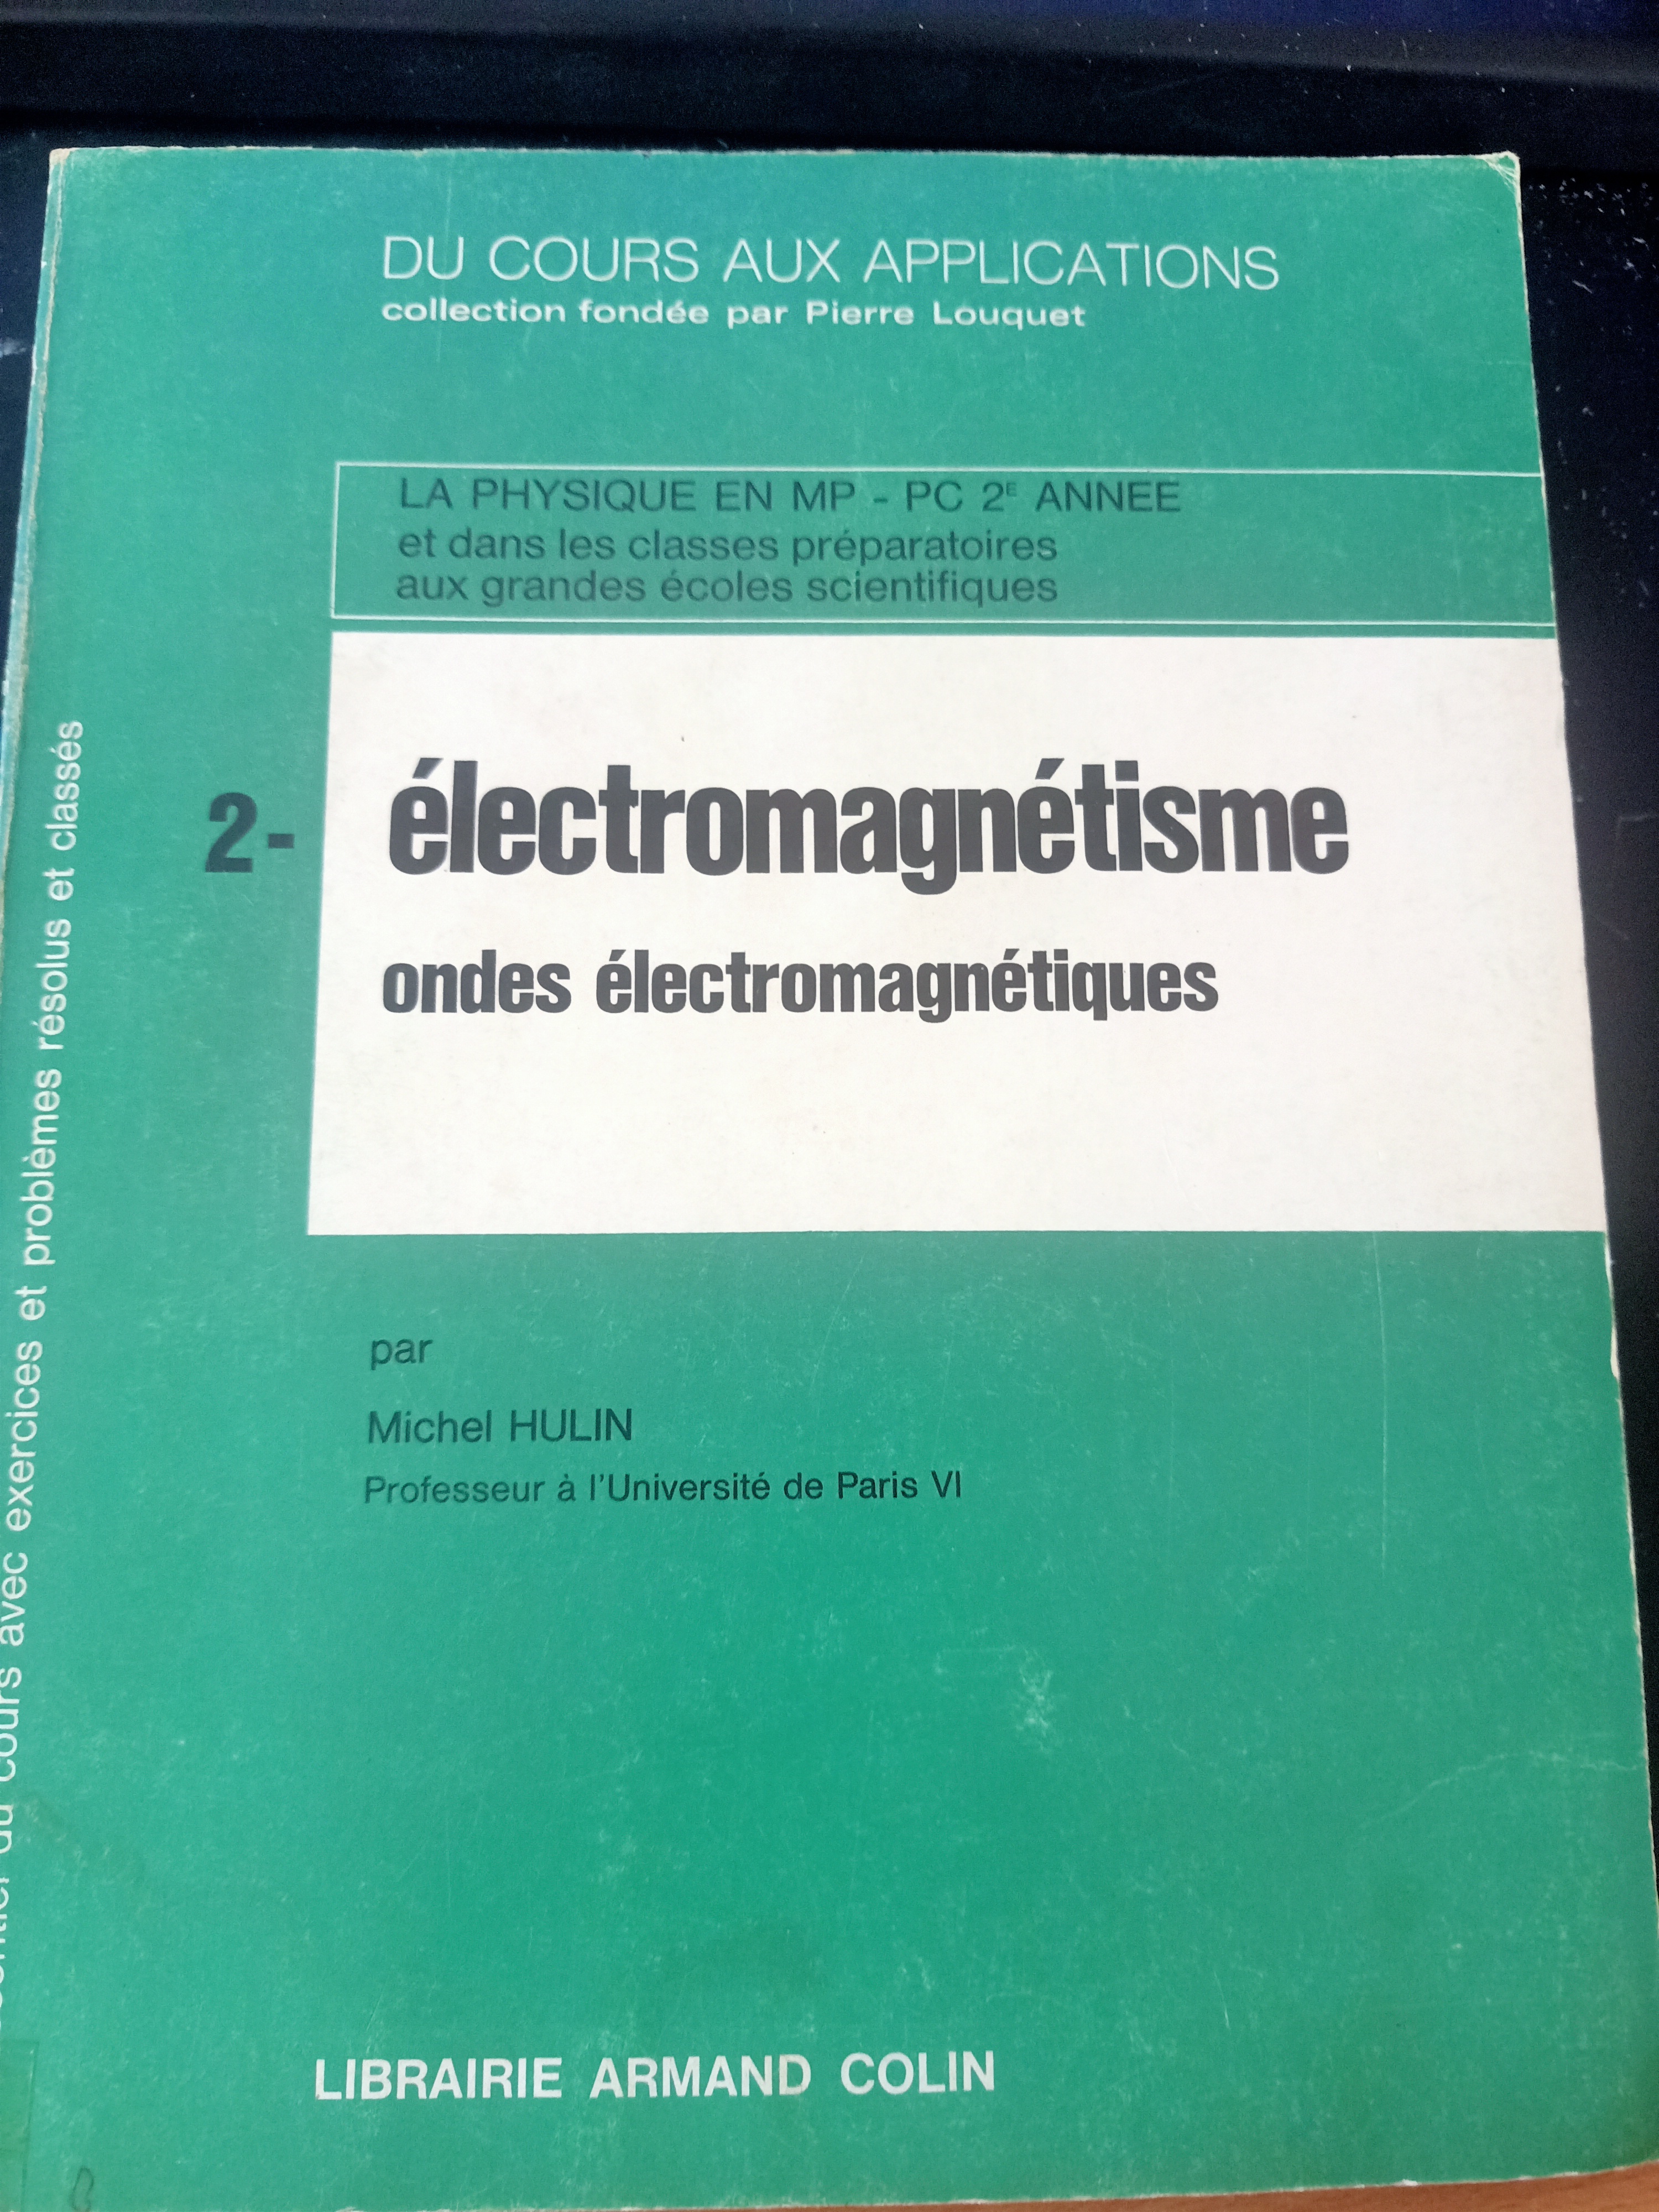 DU COURS AUX APPLICATIONS
collection fondée par Pierre Louquet
LA PHYSIQUE EN MP - PC 2E ANNEE
et dans les classes préparatoires
aux grandes écoles scientifiques
2- électromagnétisme
ondes électromagnétiques
par
Michel HULIN
Professeur à l'Université de Paris VI
LIBRAIRIE ARMAND COLIN
du cours avec exercices et problèmes résolus et classés